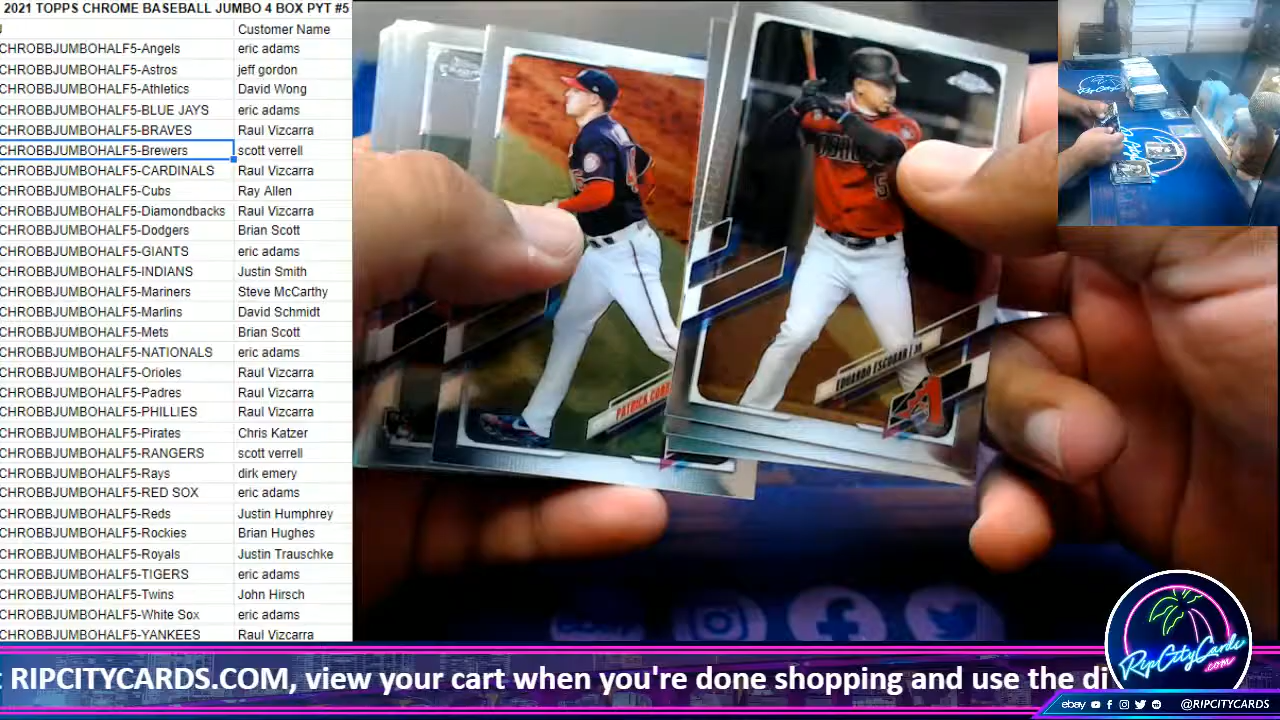 2021 TOPPS CHROME BASEBALL JUMBO 4 BOX PYT #5
Customer Name
CHROBBJUMBOHALF5-Angels eric adams
CHROBBJUMBOHALF5-Astros jeff gordon
CHROBBJUMBOHALF5-Athletics David Wong
CHROBBJUMBOHALF5-BLUE JAYS eric adams
CHROBBJUMBOHALF5-BRAVES Raul Vizcarra
CHROBBJUMBOHALF5-Brewers scott verrell
CHROBBJUMBOHALF5-CARDINALS Raul Vizcarra
CHROBBJUMBOHALF5-Cubs Ray Allen
CHROBBJUMBOHALF5-Diamondbacks Raul Vizcarra
CHROBBJUMBOHALF5-Dodgers Brian Scott
CHROBBJUMBOHALF5-GIANTS eric adams
CHROBBJUMBOHALF5-INDIANS Justin Smith
CHROBBJUMBOHALF5-Mariners Steve McCarthy
CHROBBJUMBOHALF5-Marlins David Schmidt
CHROBBJUMBOHALF5-Mets Brian Scott
CHROBBJUMBOHALF5-NATIONALS eric adams
CHROBBJUMBOHALF5-Orioles Raul Vizcarra
CHROBBJUMBOHALF5-Padres Raul Vizcarra
CHROBBJUMBOHALF5-PHILLIES Raul Vizcarra
CHROBBJUMBOHALF5-Pirates Chris Katzer
CHROBBJUMBOHALF5-RANGERS scott verrell
CHROBBJUMBOHALF5-Rays dirk emery
CHROBBJUMBOHALF5-RED SOX eric adams
CHROBBJUMBOHALF5-Reds Justin Humphrey
CHROBBJUMBOHALF5-Rockies Brian Hughes
CHROBBJUMBOHALF5-Royals Justin Trauschke
CHROBBJUMBOHALF5-TIGERS eric adams
CHROBBJUMBOHALF5-Twins John Hirsch
CHROBBJUMBOHALF5-White Sox eric adams
CHROBBJUMBOHALF5-YANKEES Raul Vizcarra
PATRICK CORB
EDUARDO ESCOBAR
RipCityCards
.com
RIPCITYCARDS.COM, view your cart when you're done shopping and use the di
ebay @RIPCITYCARDS